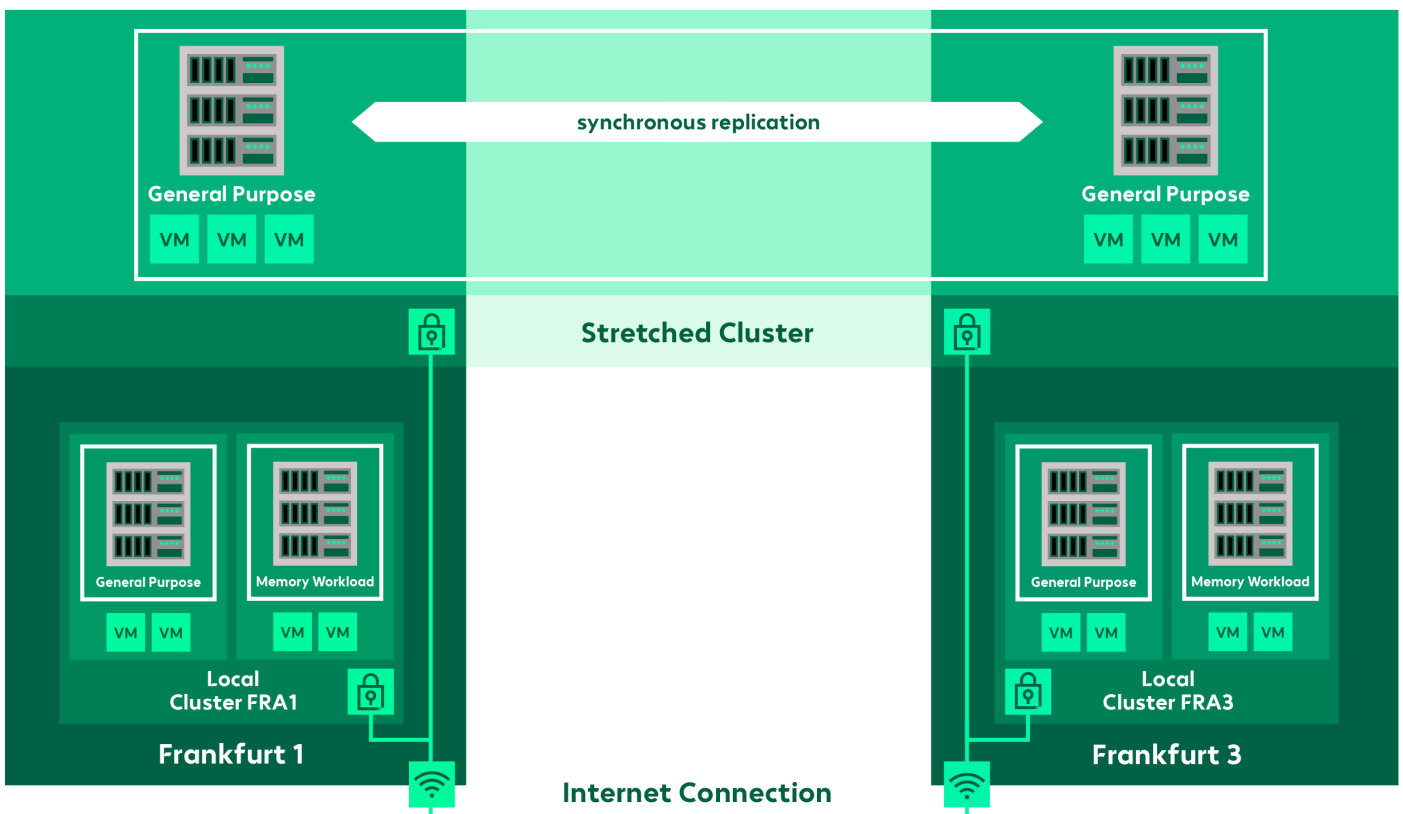 synchronous replication
General Purpose
VM VM VM
General Purpose
VM VM VM
Stretched Cluster
General Purpose
VM VM
Memory Workload
VM VM
Local
Cluster FRA1
Frankfurt 1
General Purpose
VM VM
Memory Workload
VM VM
Local
Cluster FRA3
Frankfurt 3
Internet Connection